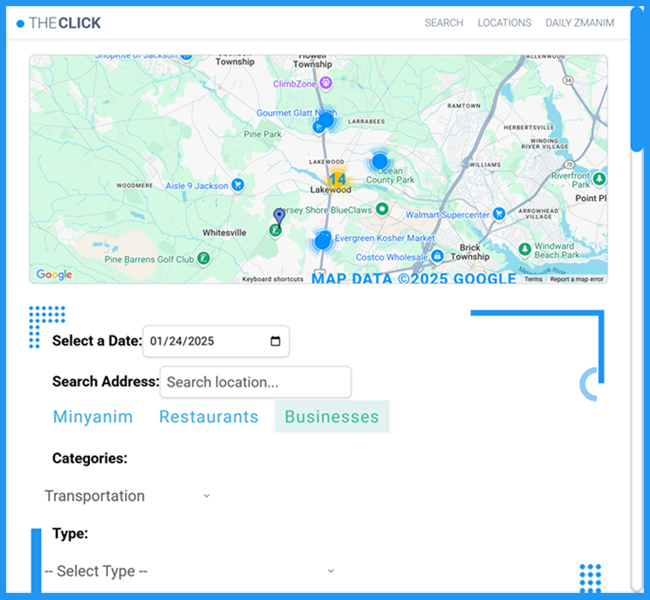 THECLICK
SEARCH LOCATIONS DAILY ZMANIM
ShopRite of Jackson
Township
Howell
Township
ALLENWOOD
34
ClimbZone
RAMTOWN
Gourmet Glatt North
LARRABEES
HERBERTSVILLE
Pine Park
WINDING
RIVER VILLAGE
LAKEWOOD
Ocean
County Park
WILLIAMS
70
Riverfront
Park
WOODMERE
Aisle 9 Jackson
14
Lakewood
Jersey Shore BlueClaws
Walmart Supercenter
ARROWHEAD
VILLAGE
Point Pl
Whitesville
Evergreen Kosher Market
Pine Barrens Golf Club
Costco Wholesale
Brick
Township
Windward
Beach Park
Google
Keyboard shortcuts
MAP DATA ©2025 GOOGLE
Terms
Report a map error
Select a Date: 01/24/2025
Search Address: Search location...
Minyanim Restaurants Businesses
Categories:
Transportation
Type:
-- Select Type --